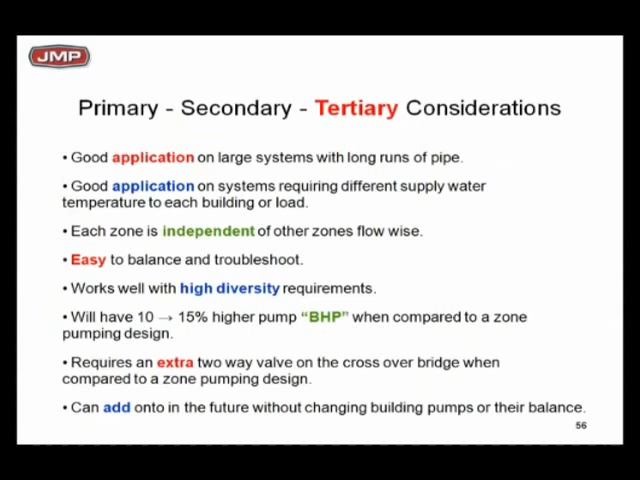 JMP
Primary - Secondary - Tertiary Considerations
• Good application on large systems with long runs of pipe.
• Good application on systems requiring different supply water
temperature to each building or load.
• Each zone is independent of other zones flow wise.
• Easy to balance and troubleshoot.
• Works well with high diversity requirements.
• Will have 10 → 15% higher pump “BHP” when compared to a zone
pumping design.
• Requires an extra two way valve on the cross over bridge when
compared to a zone pumping design.
• Can add onto in the future without changing building pumps or their balance.
56